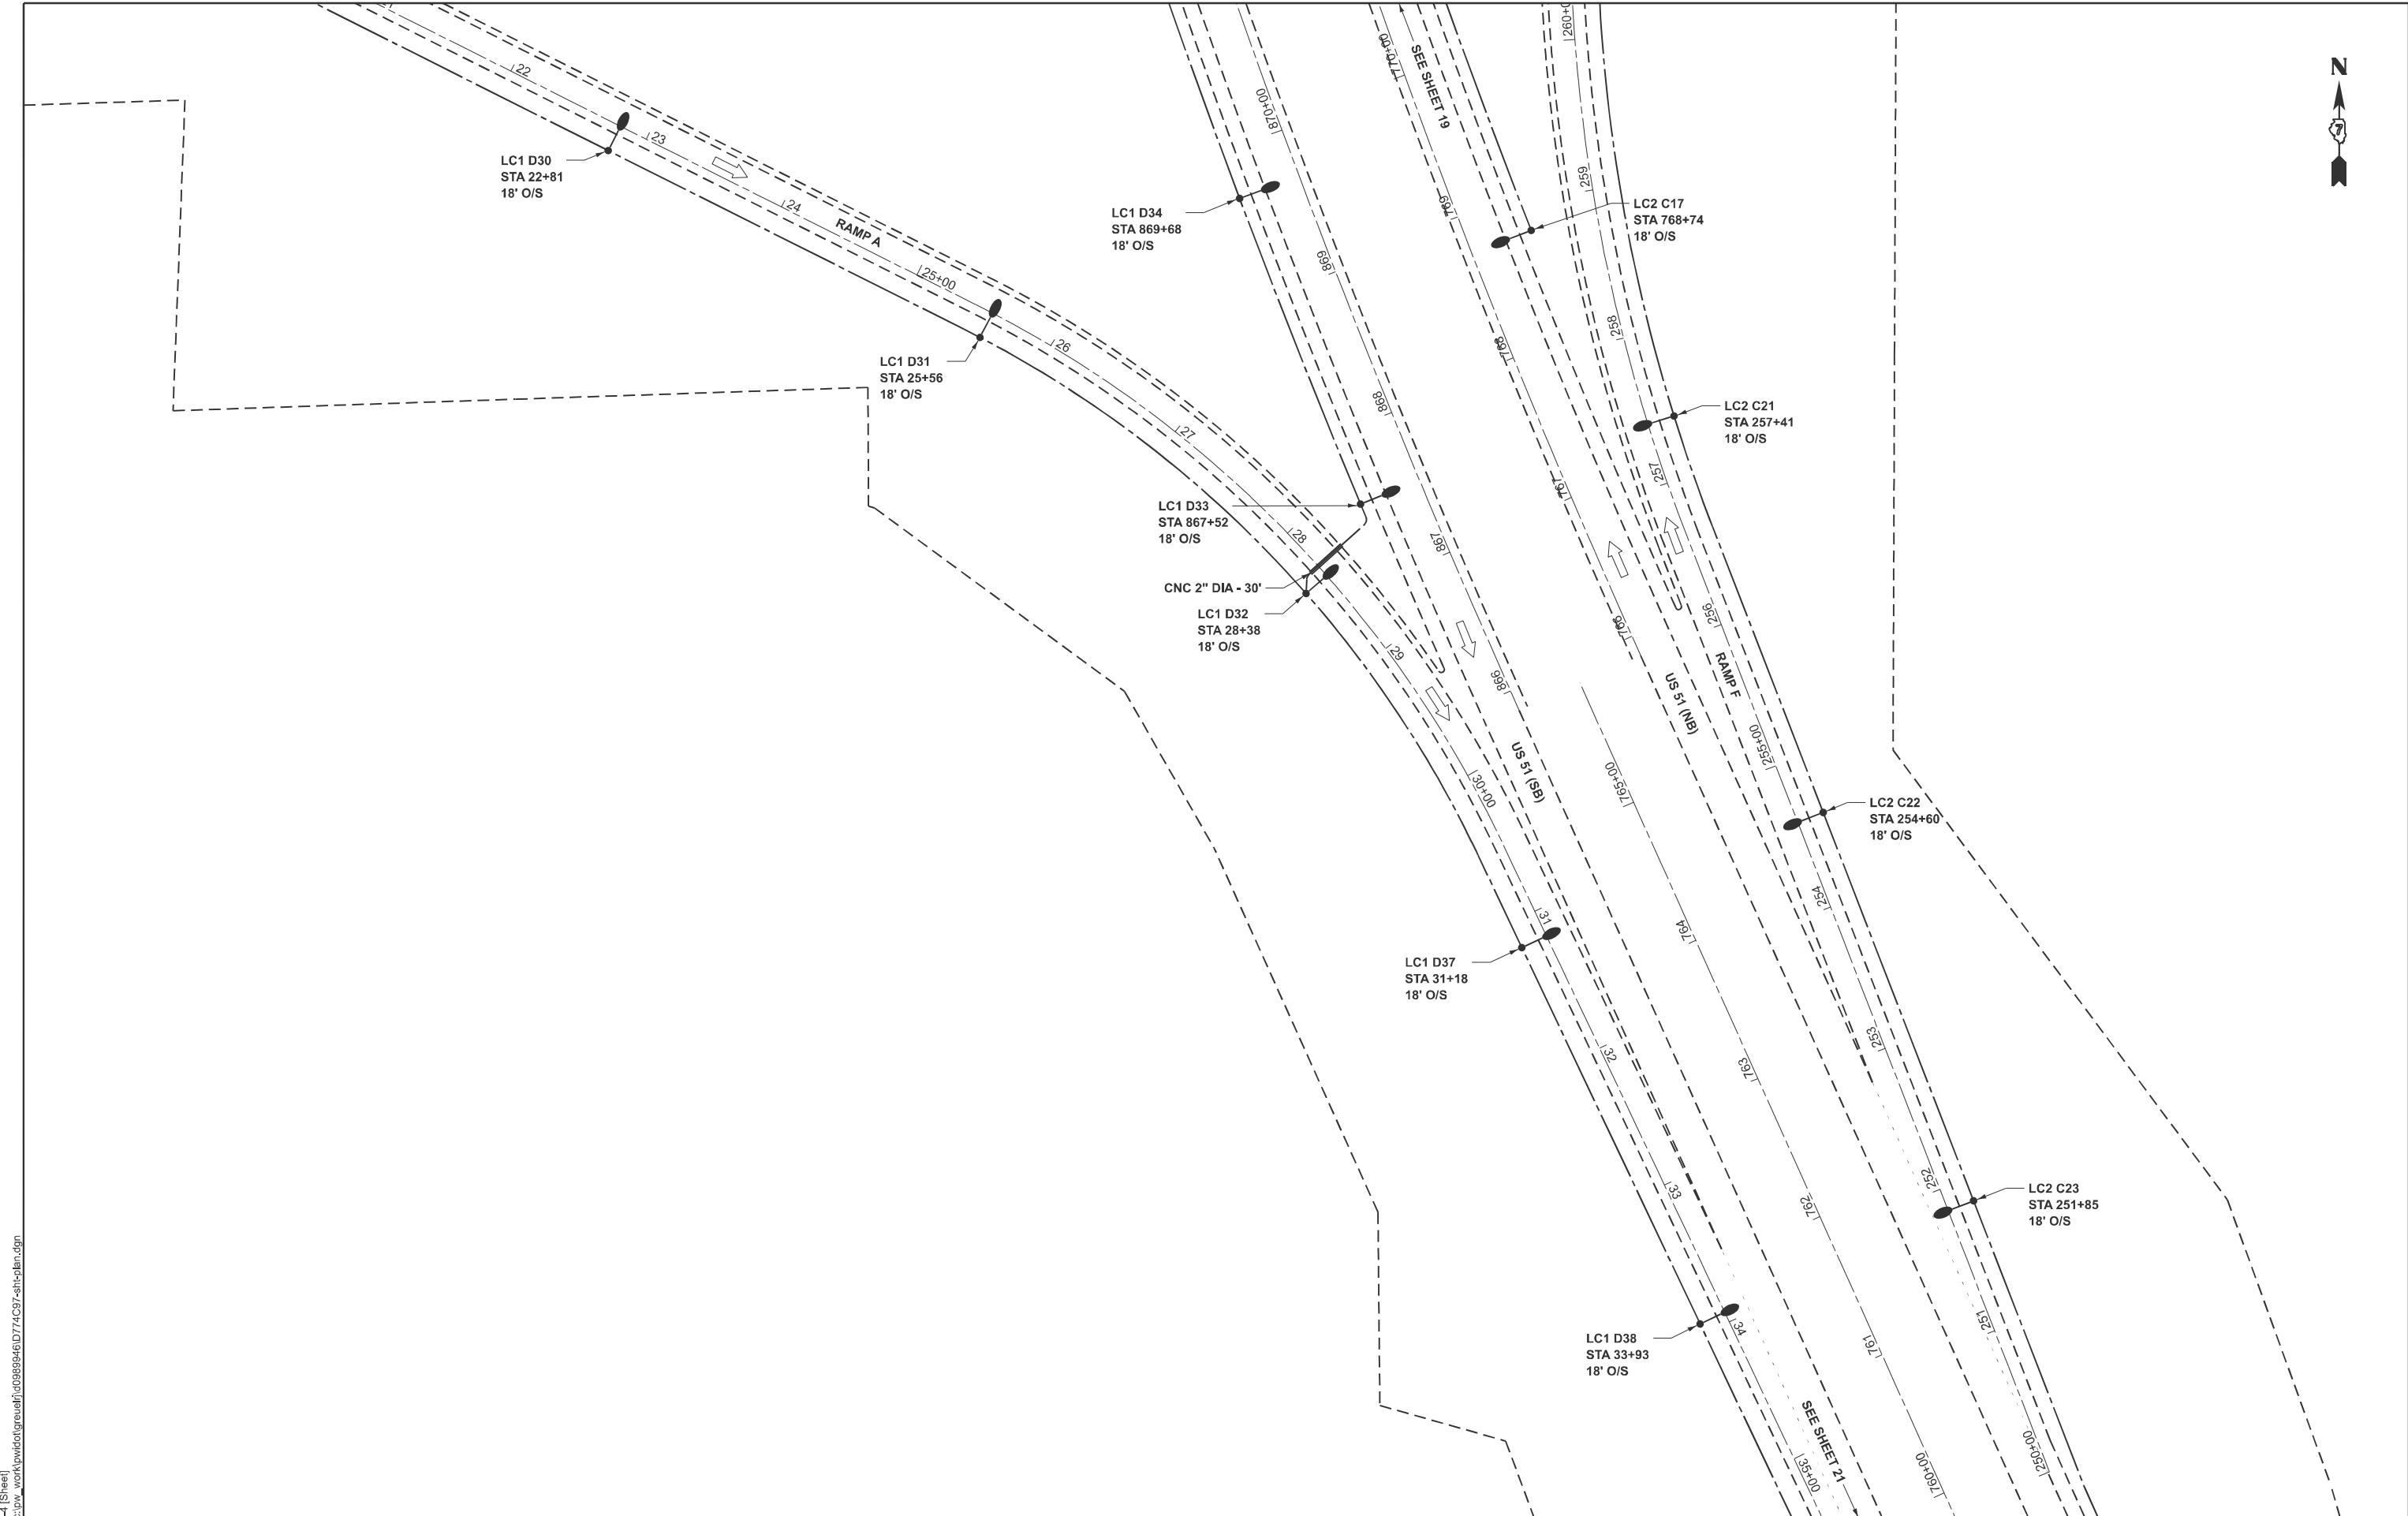 22
23
24
RAMP A
25+00
26
27
28
29
30+00
31
32
33
34
35+00
LC1 D30
STA 22+81
18' O/S
LC1 D31
STA 25+56
18' O/S
LC1 D34
STA 869+68
18' O/S
LC1 D33
STA 867+52
18' O/S
CNC 2" DIA - 30'
LC1 D32
STA 28+38
18' O/S
LC1 D37
STA 31+18
18' O/S
LC1 D38
STA 33+93
18' O/S
870+00
869
868
867
866
US 51 (SB)
770+00
SEE SHEET 19
769
768
767
766
765+00
764
763
762
761
760+00
SEE SHEET 21
US 51 (NB)
RAMP F
259
258
257
256
255+00
254
253
252
251
250+00
LC2 C17
STA 768+74
18' O/S
LC2 C21
STA 257+41
18' O/S
LC2 C22
STA 254+60
18' O/S
LC2 C23
STA 251+85
18' O/S
N
7